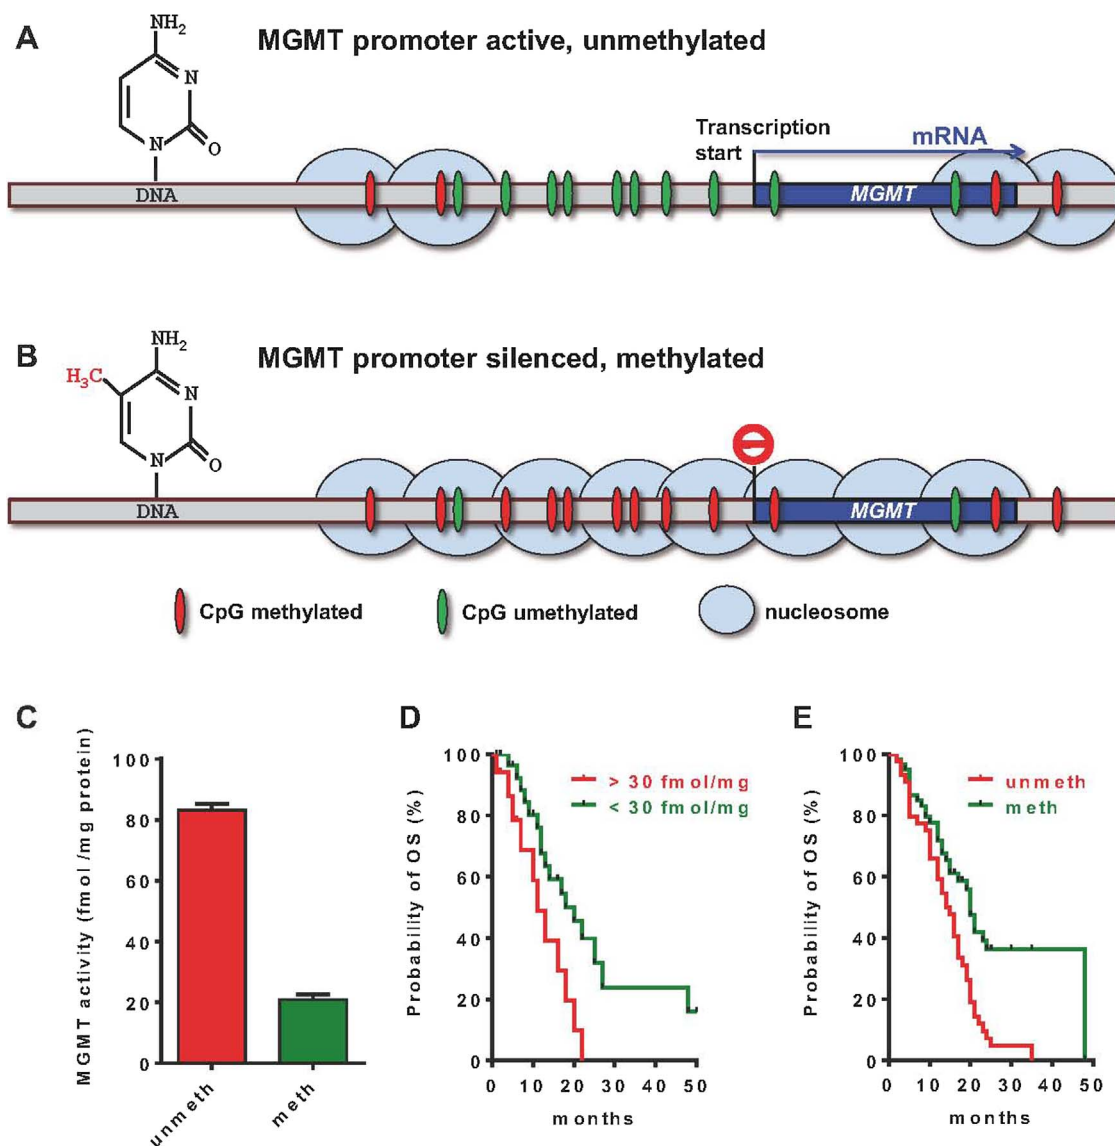 A
NH₂
MGMT promoter active, unmethylated
N
N
O
Transcription
start
mRNA
DNA
MGMT
B
NH₂
MGMT promoter silenced, methylated
H₃C
N
N
O
DNA
MGMT
CpG methylated
CpG umethylated
nucleosome
C
MGMT activity (fmol /mg protein)
100
80
60
40
20
0
unmeth
meth
D
Probability of OS (%)
100
80
60
40
20
0
> 30 fmol/mg
< 30 fmol/mg
0 10 20 30 40 50
months
E
Probability of OS (%)
100
80
60
40
20
0
unmeth
meth
0 10 20 30 40 50
months